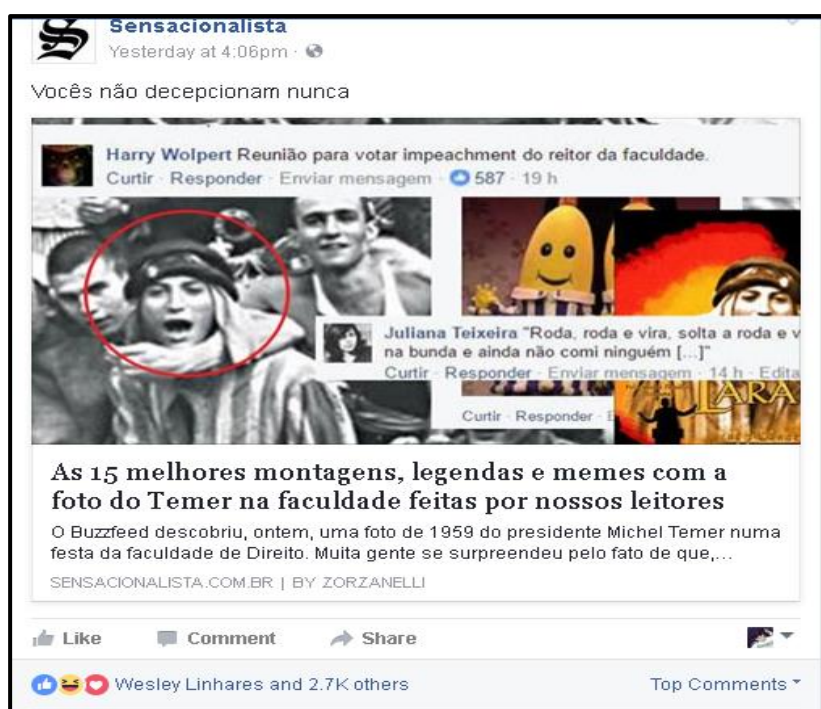 Sensacionalista
Yesterday at 4:06pm ·
Vocês não decepcionam nunca
Harry Wolpert Reunião para votar impeachment do reitor da faculdade.
Curtir · Responder · Enviar mensagem · 587 · 19 h
Juliana Teixeira "Roda, roda e vira, solta a roda e v
na bunda e ainda não comi ninguém [...]"
Curtir · Responder · Enviar mensagem · 14 h · Edita
LARA
Curtir · Responder ·
As 15 melhores montagens, legendas e memes com a
foto do Temer na faculdade feitas por nossos leitores
O Buzzfeed descobriu, ontem, uma foto de 1959 do presidente Michel Temer numa
festa da faculdade de Direito. Muita gente se surpreendeu pelo fato de que,...
SENSACIONALISTA.COM.BR | BY ZORZANELLI
Like Comment Share
Wesley Linhares and 2.7K others Top Comments